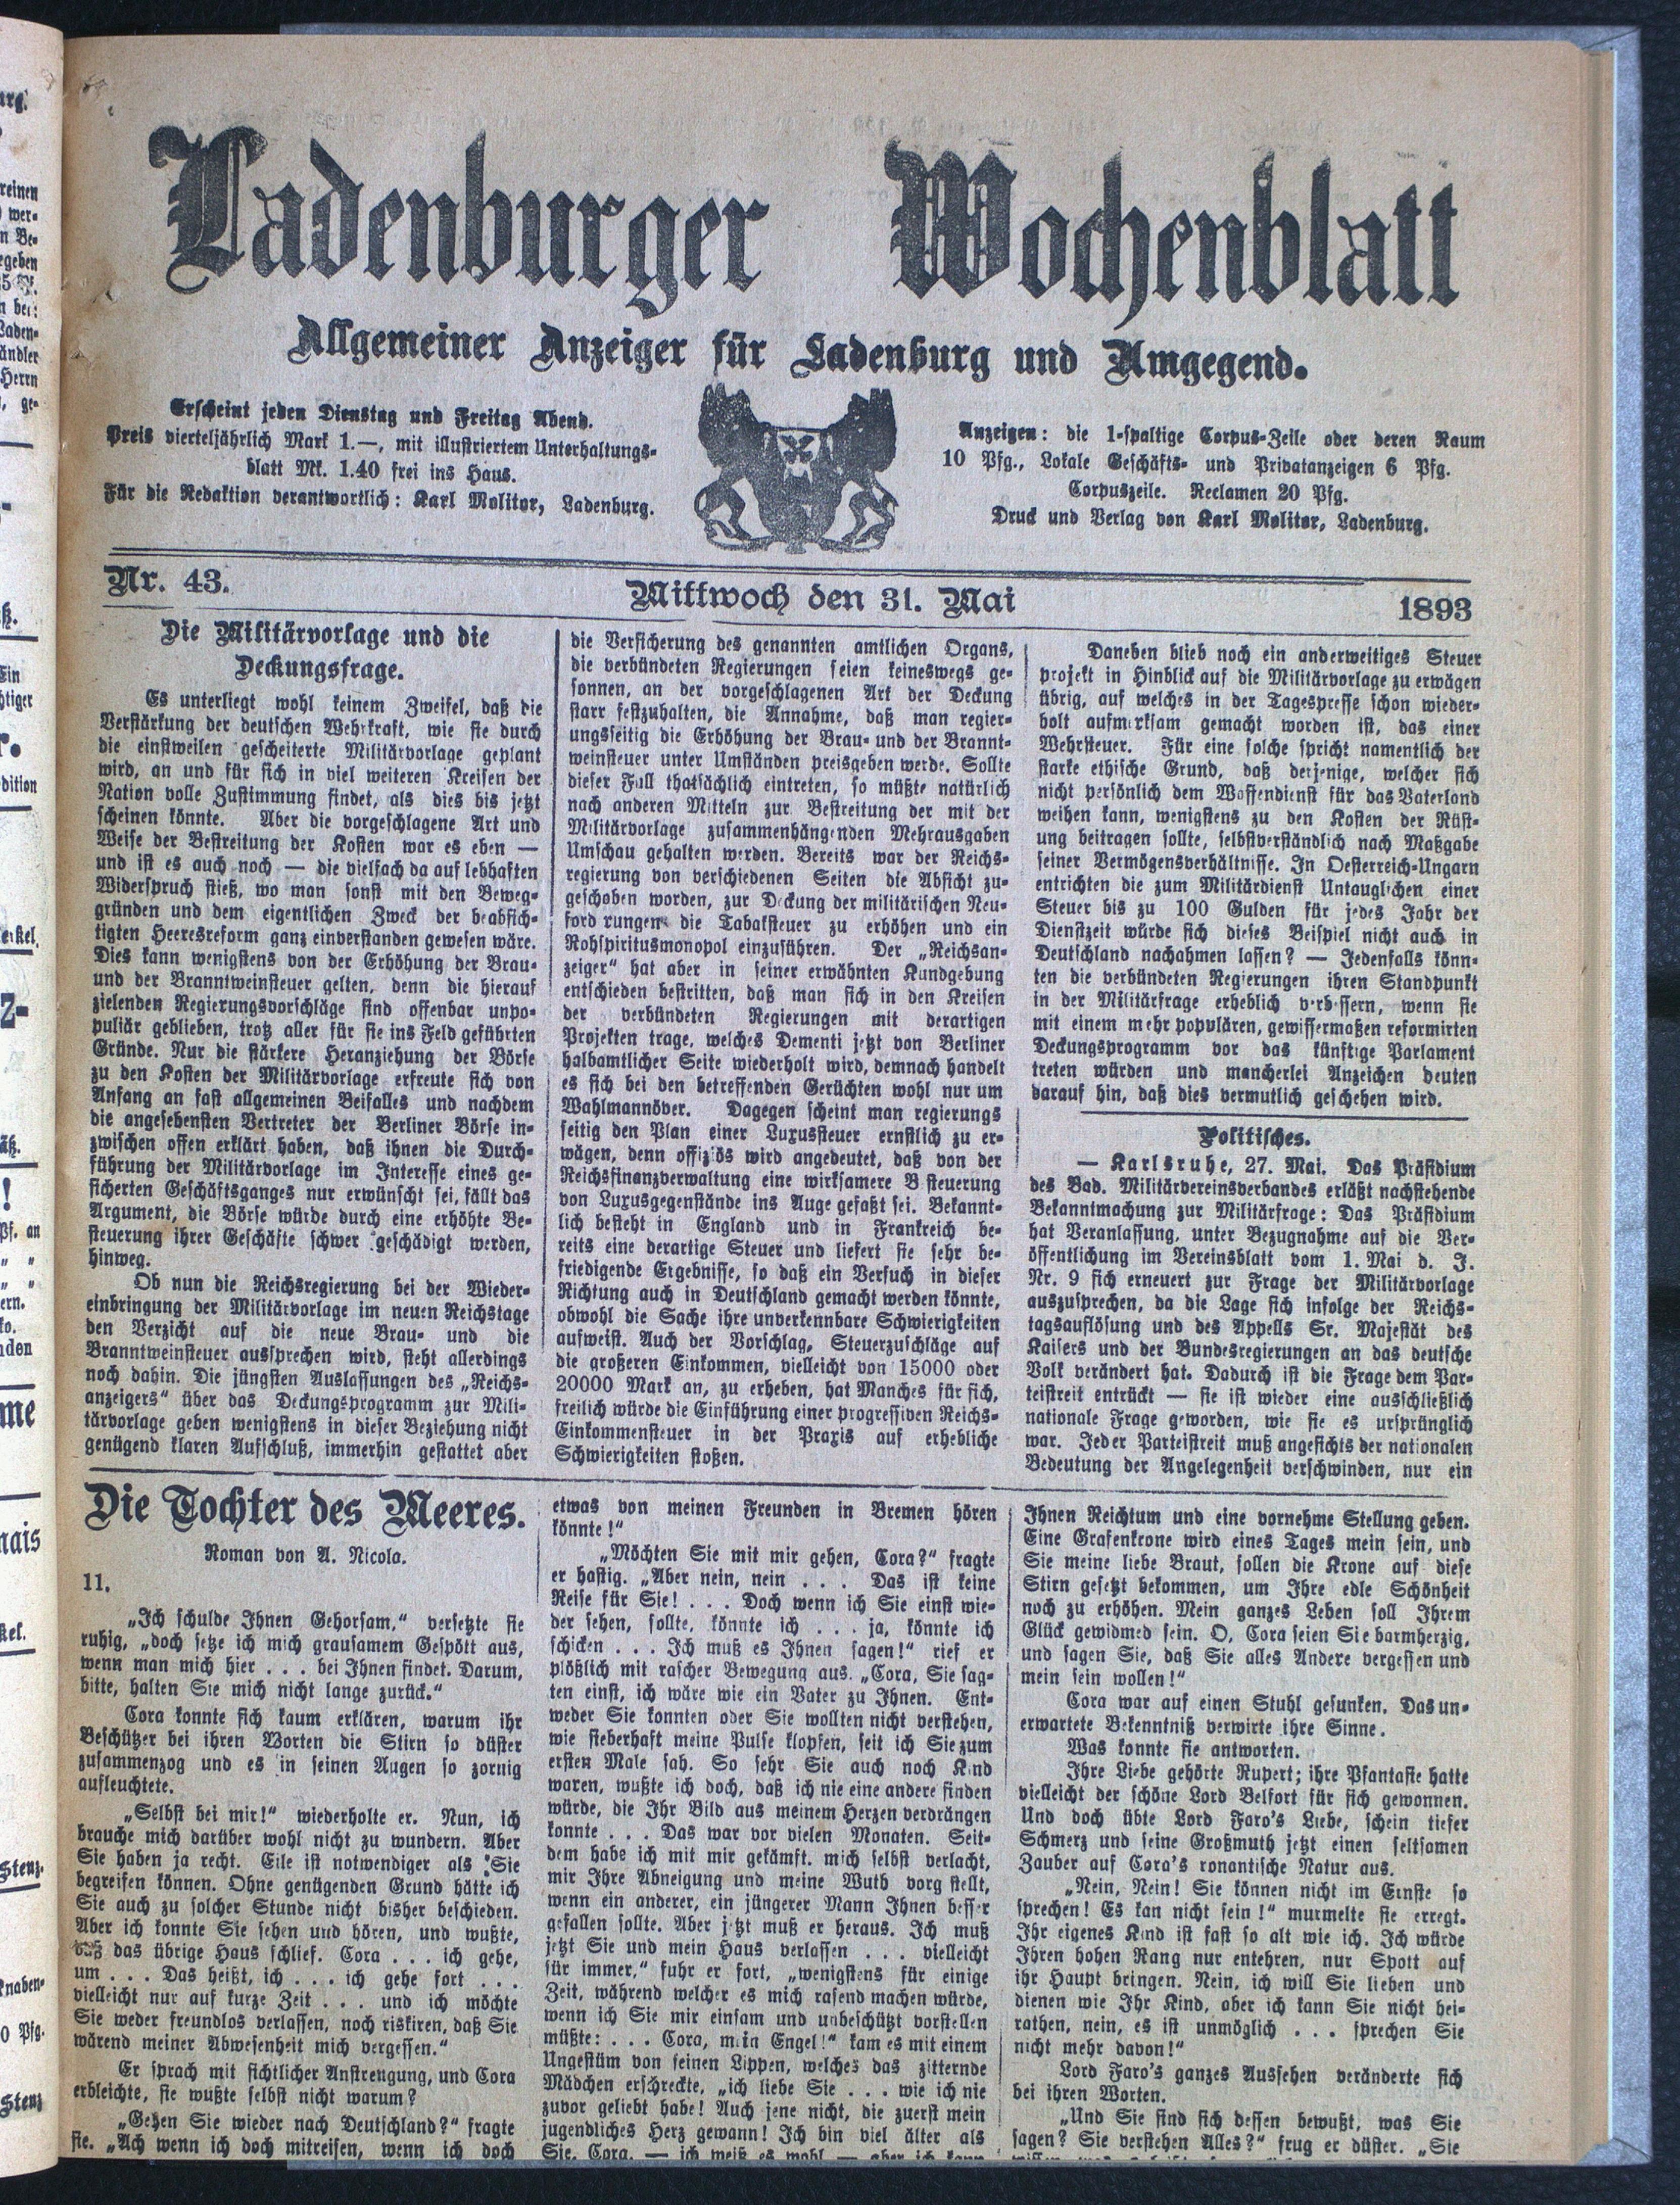 Ladenburger Wochenblatt
Allgemeiner Anzeiger für Ladenburg und Umgegend.
Erscheint jeden Dienstag und Freitag Abend.
Preis vierteljährlich Mark 1.—, mit illustriertem Unterhaltungs-
blatt Mk. 1.40 frei ins Haus.
Für die Redaktion verantwortlich: Karl Molitor, Ladenburg.
Anzeigen: die 1-spaltige Corpus-Zeile oder deren Raum
10 Pfg., Lokale Geschäfts- und Privatanzeigen 6 Pfg.
Corpuszeile. Reclamen 20 Pfg.
Druck und Verlag von Karl Molitor, Ladenburg.
Nr. 43.
Mittwoch den 31. Mai
1893
Die Militärvorlage und die
Deckungsfrage.
Es unterliegt wohl keinem Zweifel, daß die
Verstärkung der deutschen Wehrkraft, wie sie durch
die einstweilen gescheiterte Militärvorlage geplant
wird, an und für sich in viel weiteren Kreisen der
Nation volle Zustimmung findet, als dies bis jetzt
scheinen könnte. Aber die vorgeschlagene Art und
Weise der Bestreitung der Kosten war es eben —
und ist es auch noch — die vielfach da auf lebhaften
Widerspruch stieß, wo man sonst mit den Beweg-
gründen und dem eigentlichen Zweck der beabsich-
tigten Heeresreform ganz einverstanden gewesen wäre.
Dies kann wenigstens von der Erhöhung der Brau-
und der Branntweinsteuer gelten, denn die hierauf
zielenden Regierungsvorschläge sind offenbar unpo-
puliär geblieben, trotz aller für sie ins Feld geführten
Gründe. Nur die stärkere Heranziehung der Börse
zu den Kosten der Militärvorlage erfreute sich von
Anfang an fast allgemeinen Beifalles und nachdem
die angesehensten Vertreter der Berliner Börse in-
zwischen offen erklärt haben, daß ihnen die Durch-
führung der Militärvorlage im Interesse eines ge-
sicherten Geschäftsganges nur erwünscht sei, fällt das
Argument, die Börse würde durch eine erhöhte Be-
steuerung ihrer Geschäfte schwer geschädigt werden,
hinweg.
Ob nun die Reichsregierung bei der Wieder-
einbringung der Militärvorlage im neuen Reichstage
den Verzicht auf die neue Brau- und die
Branntweinsteuer aussprechen wird, steht allerdings
noch dahin. Die jüngsten Auslassungen des „Reichs-
anzeigers“ über das Deckungsprogramm zur Mili-
tärvorlage geben wenigstens in dieser Beziehung nicht
genügend klaren Aufschluß, immerhin gestattet aber
die Versicherung des genannten amtlichen Organs,
die verbündeten Regierungen seien keineswegs ge-
sonnen, an der vorgeschlagenen Art der Deckung
starr festzuhalten, die Annahme, daß man regier-
ungsseitig die Erhöhung der Brau- und der Brannt-
weinsteuer unter Umständen preisgeben werde. Sollte
dieser Fall thatsächlich eintreten, so müßte natürlich
nach anderen Mitteln zur Bestreitung der mit der
Militärvorlage zusammenhängenden Mehrausgaben
Umschau gehalten werden. Bereits war der Reichs-
regierung von verschiedenen Seiten die Absicht zu-
geschoben worden, zur Deckung der militärischen Neu-
ford rungen die Tabaksteuer zu erhöhen und ein
Rohspiritusmonopol einzuführen. Der „Reichsan-
zeiger“ hat aber in seiner erwähnten Kundgebung
entschieden bestritten, daß man sich in den Kreisen
der verbündeten Regierungen mit derartigen
Projekten trage, welches Dementi jetzt von Berliner
halbamtlicher Seite wiederholt wird, demnach handelt
es sich bei den betreffenden Gerüchten wohl nur um
Wahlmannöver. Dagegen scheint man regierungs
seitig den Plan einer Luxussteuer ernstlich zu er-
wägen, denn offiziös wird angedeutet, daß von der
Reichsfinanzverwaltung eine wirksamere B steuerung
von Luxusgegenstände ins Auge gefaßt sei. Bekannt-
lich besteht in England und in Frankreich be-
reits eine derartige Steuer und liefert sie sehr be-
friedigende Ergebnisse, so daß ein Versuch in dieser
Richtung auch in Deutschland gemacht werden könnte,
obwohl die Sache ihre unverkennbare Schwierigkeiten
aufweist. Auch der Vorschlag, Steuerzuschläge auf
die großeren Einkommen, vielleicht von 15000 oder
20000 Mark an, zu erheben, hat Manches für sich,
freilich würde die Einführung einer progressiven Reichs-
Einkommensteuer in der Praxis auf erhebliche
Schwierigkeiten stoßen.
Daneben blieb noch ein anderweitiges Steuer
projekt in Hinblick auf die Militärvorlage zu erwägen
übrig, auf welches in der Tagespresse schon wieder-
holt aufmerksam gemacht worden ist, das einer
Wehrsteuer. Für eine solche spricht namentlich der
starke ethische Grund, daß derjenige, welcher sich
nicht persönlich dem Waffendienst für das Vaterland
weihen kann, wenigstens zu den Kosten der Rüst-
ung beitragen sollte, selbstverständlich nach Maßgabe
seiner Vermögensverhältnisse. In Oesterreich-Ungarn
entrichten die zum Militärdienst Untauglichen einer
Steuer bis zu 100 Gulden für jedes Jahr der
Dienstzeit würde sich dieses Beispiel nicht auch in
Deutschland nachahmen lassen? — Jedenfalls könn-
ten die verbündeten Regierungen ihren Standpunkt
in der Militärfrage erheblich verbessern, wenn sie
mit einem mehr populären, gewissermaßen reformirten
Deckungsprogramm vor das künftige Parlament
treten würden und mancherlei Anzeichen deuten
darauf hin, daß dies vermutlich geschehen wird.
Politisches.
— Karlsruhe, 27. Mai. Das Präsidium
des Bad. Militärvereinsverbandes erläßt nachstehende
Bekanntmachung zur Militärfrage: Das Präsidium
hat Veranlassung, unter Bezugnahme auf die Ver-
öffentlichung im Vereinsblatt vom 1. Mai d. J.
Nr. 9 sich erneuert zur Frage der Militärvorlage
auszusprechen, da die Lage sich infolge der Reichs-
tagsauflösung und des Appells Sr. Majestät des
Kaisers und der Bundesregierungen an das deutsche
Volk verändert hat. Dadurch ist die Frage dem Par-
teistreit entrückt — sie ist wieder eine ausschließlich
nationale Frage geworden, wie sie es ursprünglich
war. Jeder Parteistreit muß angesichts der nationalen
Bedeutung der Angelegenheit verschwinden, nur ein
Die Tochter des Meeres.
Roman von A. Nicola.
11.
„Ich schulde Ihnen Gehorsam,“ versetzte sie
ruhig, „doch setze ich mich grausamem Gespött aus,
wenn man mich hier . . . bei Ihnen findet. Darum,
bitte, halten Sie mich nicht lange zurück.“
Cora konnte sich kaum erklären, warum ihr
Beschützer bei ihren Worten die Stirn so düster
zusammenzog und es in seinen Augen so zornig
aufleuchtete.
„Selbst bei mir!“ wiederholte er. Nun, ich
brauche mich darüber wohl nicht zu wundern. Aber
Sie haben ja recht. Eile ist notwendiger als Sie
begreifen können. Ohne genügenden Grund hätte ich
Sie auch zu solcher Stunde nicht bisher beschieden.
Aber ich konnte Sie sehen und hören, und wußte,
daß das übrige Haus schlief. Cora . . . ich gehe,
um . . . Das heißt, ich . . . ich gehe fort . . .
vielleicht nur auf kurze Zeit . . . und ich möchte
Sie weder freundlos verlassen, noch riskiren, daß Sie
wärend meiner Abwesenheit mich vergessen.“
Er sprach mit sichtlicher Anstrengung, und Cora
erbleichte, sie wußte selbst nicht warum?
„Gehen Sie wieder nach Deutschland?“ fragte
sie. „Ach wenn ich doch mitreisen, wenn ich doch
etwas von meinen Freunden in Bremen hören
könnte!“
„Möchten Sie mit mir gehen, Cora?“ fragte
er hastig. „Aber nein, nein . . . Das ist keine
Reise für Sie! . . . Doch wenn ich Sie einst wie-
der sehen, sollte, könnte ich . . . ja, könnte ich
schicken . . . Ich muß es Ihnen sagen!“ rief er
plötzlich mit rascher Bewegung aus. „Cora, Sie sag-
ten einst, ich wäre wie ein Vater zu Ihnen. Ent-
weder Sie konnten oder Sie wollten nicht verstehen,
wie fieberhaft meine Pulse klopfen, seit ich Sie zum
ersten Male sah. So sehr Sie auch noch Kind
waren, wußte ich doch, daß ich nie eine andere finden
würde, die Ihr Bild aus meinem Herzen verdrängen
konnte . . . Das war vor vielen Monaten. Seit-
dem habe ich mit mir gekämft. mich selbst verlacht,
mir Ihre Abneigung und meine Wuth vorg stellt,
wenn ein anderer, ein jüngerer Mann Ihnen besser
gefallen sollte. Aber jetzt muß er heraus. Ich muß
jetzt Sie und mein Haus verlassen . . . vielleicht
für immer,“ fuhr er fort, „wenigstens für einige
Zeit, während welcher es mich rasend machen würde,
wenn ich Sie mir einsam und unbeschützt vorstellen
müßte: . . . Cora, mein Engel!“ kam es mit einem
Ungestüm von seinen Lippen, welches das zitternde
Mädchen erschreckte, „ich liebe Sie . . . wie ich nie
zuvor geliebt habe! Auch jene nicht, die zuerst mein
jugendliches Herz gewann! Ich bin viel älter als
Sie, Cora, — ich weiß es wohl — aber ich kann
Ihnen Reichtum und eine vornehme Stellung geben.
Eine Grafenkrone wird eines Tages mein sein, und
Sie meine liebe Braut, sollen die Krone auf diese
Stirn gesetzt bekommen, um Ihre edle Schönheit
noch zu erhöhen. Mein ganzes Leben soll Ihrem
Glück gewidmed sein. O, Cora seien Sie barmherzig,
und sagen Sie, daß Sie alles Andere vergessen und
mein sein wollen!“
Cora war auf einen Stuhl gesunken. Das un-
erwartete Bekenntniß verwirte ihre Sinne.
Was konnte sie antworten.
Ihre Liebe gehörte Rupert; ihre Pfantasie hatte
vielleicht der schöne Lord Belfort für sich gewonnen.
Und doch übte Lord Faro's Liebe, schein tiefer
Schmerz und seine Großmuth jetzt einen seltsamen
Zauber auf Cora's ronantische Natur aus.
„Nein, Nein! Sie können nicht im Ernste so
sprechen! Es kan nicht sein!“ murmelte sie erregt.
Ihr eigenes Kind ist fast so alt wie ich. Ich würde
Ihren hohen Rang nur entehren, nur Spott auf
ihr Haupt bringen. Nein, ich will Sie lieben und
dienen wie Ihr Kind, aber ich kann Sie nicht hei-
rathen, nein, es ist unmöglich . . . sprechen Sie
nicht mehr davon!“
Lord Faro's ganzes Aussehen veränderte sich
bei ihren Worten.
„Und Sie sind sich dessen bewußt, was Sie
sagen? Sie verstehen Alles?“ frug er düster. „Sie